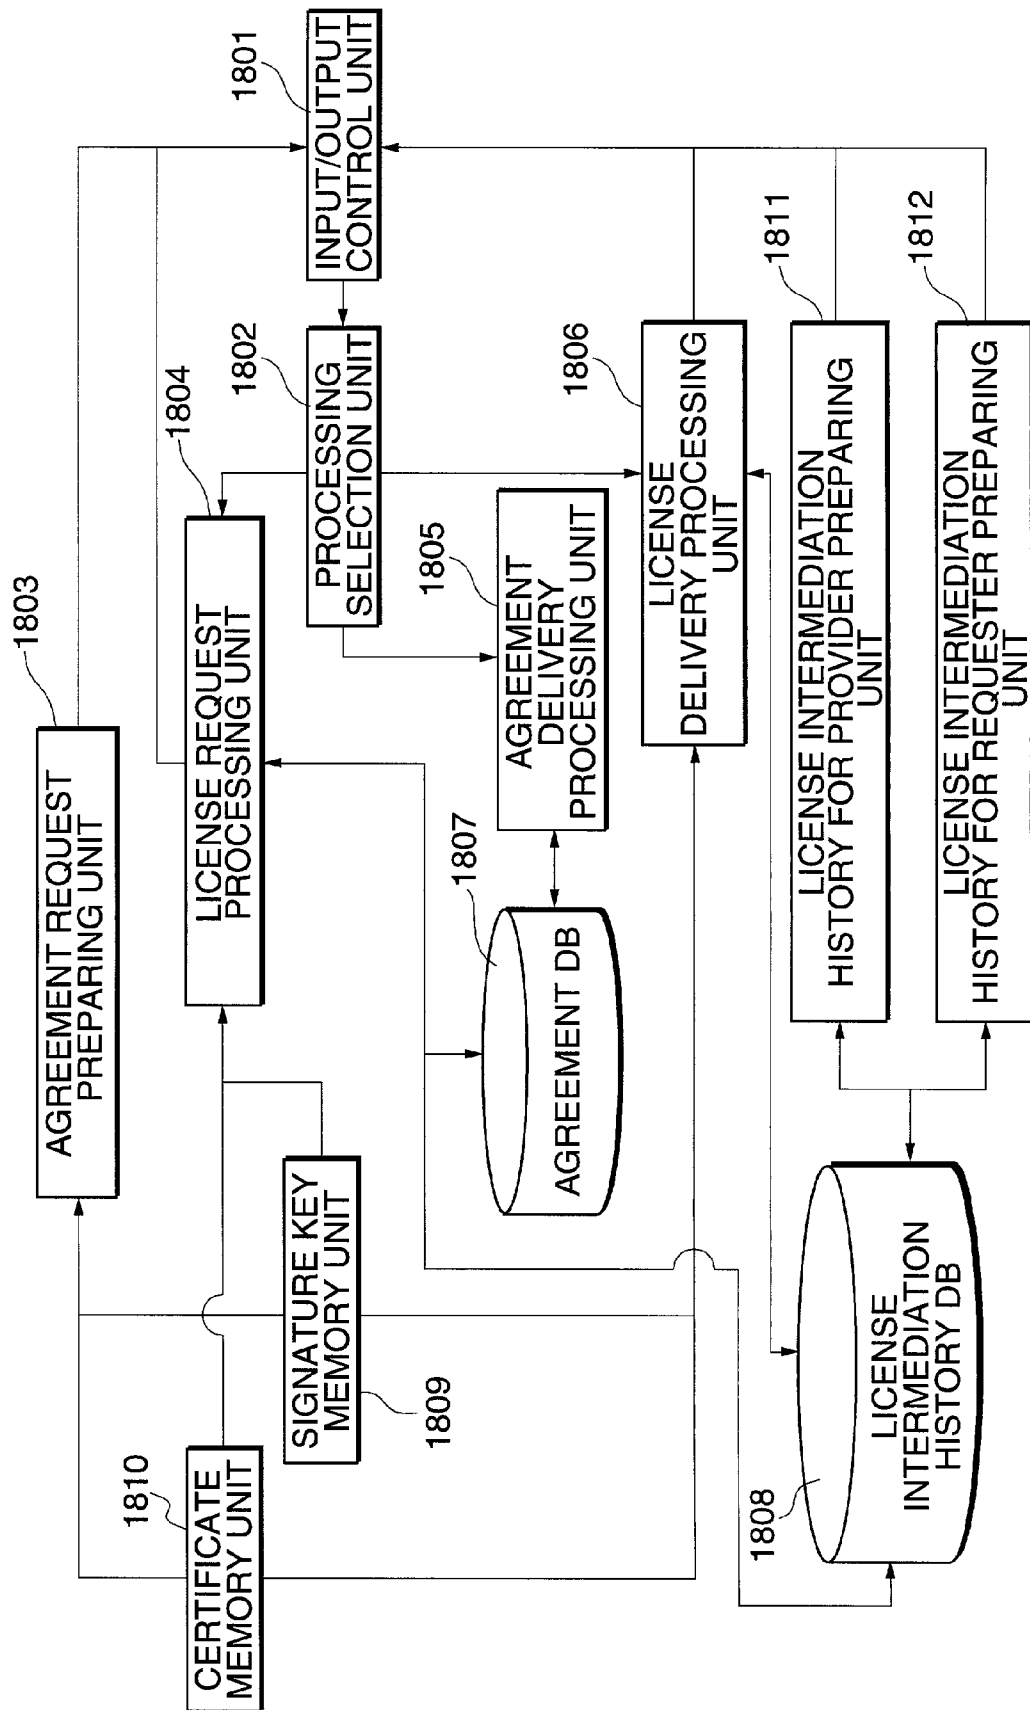 1801
INPUT/OUTPUT
CONTROL UNIT
1802
PROCESSING
SELECTION UNIT
1803
AGREEMENT REQUEST
PREPARING UNIT
1804
LICENSE REQUEST
PROCESSING UNIT
1805
AGREEMENT
DELIVERY
PROCESSING UNIT
1806
LICENSE
DELIVERY PROCESSING
UNIT
1807
AGREEMENT DB
1808
LICENSE
INTERMEDIATION
HISTORY DB
1809
SIGNATURE KEY
MEMORY UNIT
1810
CERTIFICATE
MEMORY UNIT
1811
LICENSE INTERMEDIATION
HISTORY FOR PROVIDER PREPARING
UNIT
1812
LICENSE INTERMEDIATION
HISTORY FOR REQUESTER PREPARING
UNIT